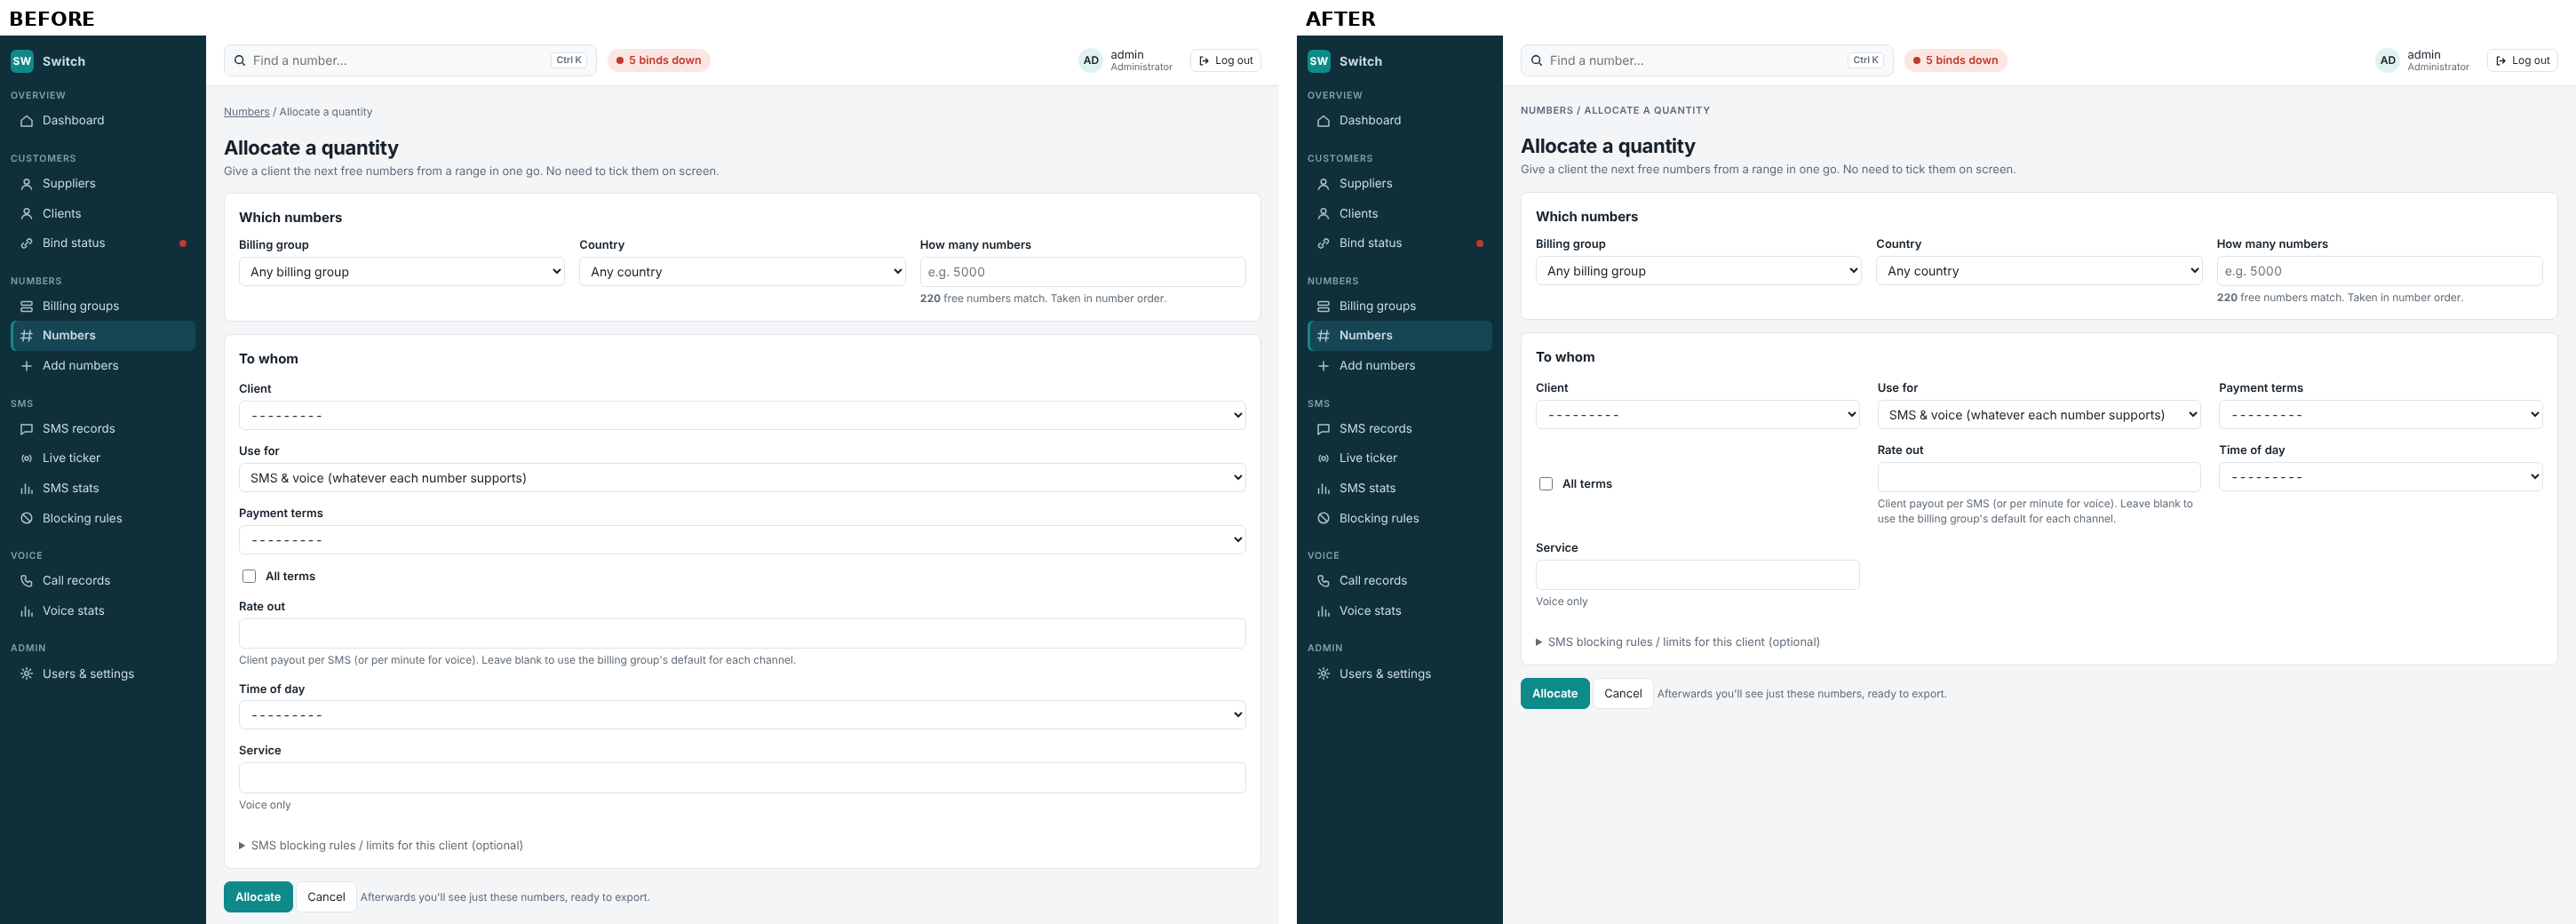 BEFORE
SW Switch
OVERVIEW
Dashboard
CUSTOMERS
Suppliers
Clients
Bind status
NUMBERS
Billing groups
Numbers
Add numbers
SMS
SMS records
Live ticker
SMS stats
Blocking rules
VOICE
Call records
Voice stats
ADMIN
Users & settings
Find a number... Ctrl K
5 binds down
AD admin
Administrator
Log out
Numbers / Allocate a quantity
Allocate a quantity
Give a client the next free numbers from a range in one go. No need to tick them on screen.
Which numbers
Billing group Country How many numbers
Any billing group Any country e.g. 5000
220 free numbers match. Taken in number order.
To whom
Client
---------
Use for
SMS & voice (whatever each number supports)
Payment terms
---------
All terms
Rate out
Client payout per SMS (or per minute for voice). Leave blank to use the billing group's default for each channel.
Time of day
---------
Service
Voice only
SMS blocking rules / limits for this client (optional)
Allocate Cancel Afterwards you'll see just these numbers, ready to export.
AFTER
SW Switch
OVERVIEW
Dashboard
CUSTOMERS
Suppliers
Clients
Bind status
NUMBERS
Billing groups
Numbers
Add numbers
SMS
SMS records
Live ticker
SMS stats
Blocking rules
VOICE
Call records
Voice stats
ADMIN
Users & settings
Find a number... Ctrl K
5 binds down
AD admin
Administrator
Log out
NUMBERS / ALLOCATE A QUANTITY
Allocate a quantity
Give a client the next free numbers from a range in one go. No need to tick them on screen.
Which numbers
Billing group Country How many numbers
Any billing group Any country e.g. 5000
220 free numbers match. Taken in number order.
To whom
Client Use for Payment terms
--------- SMS & voice (whatever each number supports) ---------
Rate out Time of day
All terms ---------
Client payout per SMS (or per minute for voice). Leave blank to
use the billing group's default for each channel.
Service
Voice only
SMS blocking rules / limits for this client (optional)
Allocate Cancel Afterwards you'll see just these numbers, ready to export.